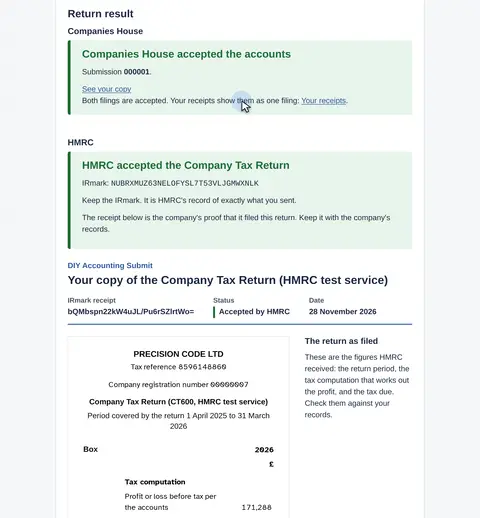 Return result
Companies House
Companies House accepted the accounts
Submission 000001.
See your copy
Both filings are accepted. Your receipts show them as one filing: Your receipts.
HMRC
HMRC accepted the Company Tax Return
IRmark: NUBRXMUZ63NELOFYSL7T53VLJGMWXNLK
Keep the IRmark. It is HMRC's record of exactly what you sent.
The receipt below is the company's proof that it filed this return. Keep it with the company's
records.
DIY Accounting Submit
Your copy of the Company Tax Return (HMRC test service)
IRmark receipt
bQMbspn22kW4uJL/Pu6rSZlrtWo=
Status
Accepted by HMRC
Date
28 November 2026
PRECISION CODE LTD
Tax reference 8596148860
Company registration number 00000007
Company Tax Return (CT600, HMRC test service)
Period covered by the return 1 April 2025 to 31 March
2026
Box 2026
£
Tax computation
Profit or loss before tax per
the accounts 171,288
The return as filed
These are the figures HMRC
received: the return period, the
tax computation that works out
the profit, and the tax due.
Check them against your
records.